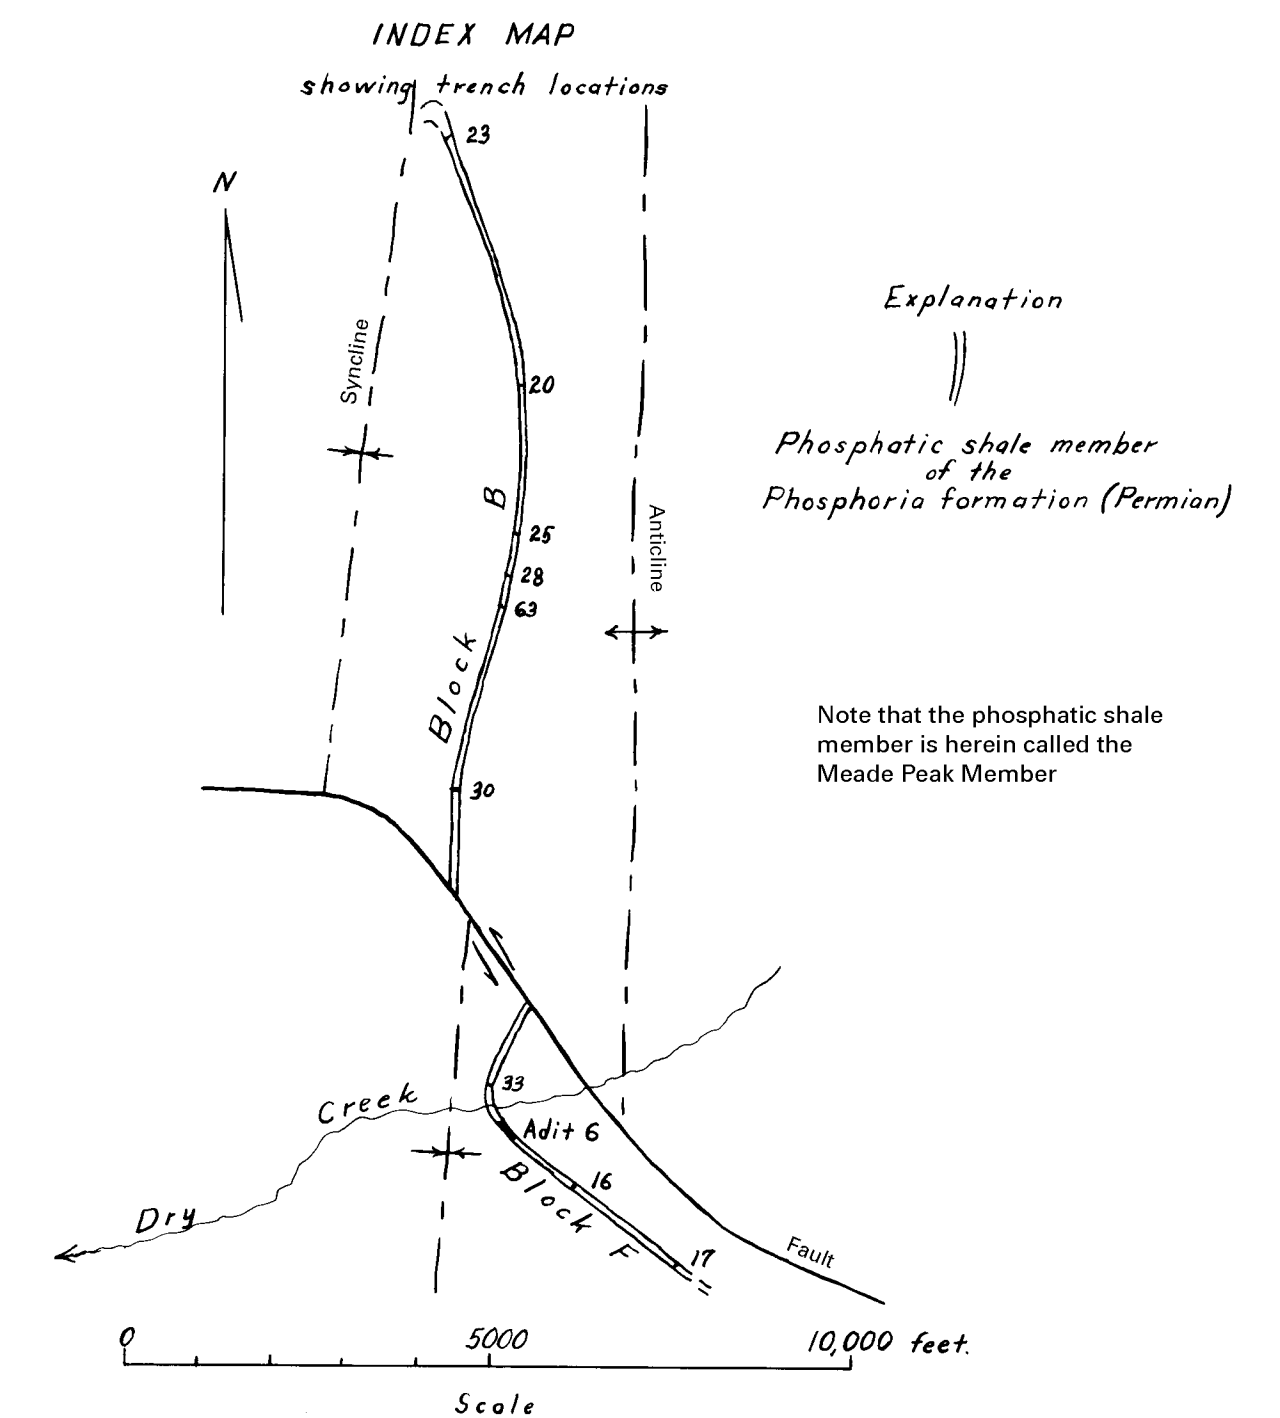 INDEX MAP
showing trench locations
23
N
Explanation
Syncline
20
Phosphatic shale member
of the
Phosphoria formation (Permian)
Block B
25
Anticline
28
63
Note that the phosphatic shale
member is herein called the
Meade Peak Member
30
33
Dry Creek
Adit 6
16
Block F
17
Fault
0 5000 10,000 feet.
Scale